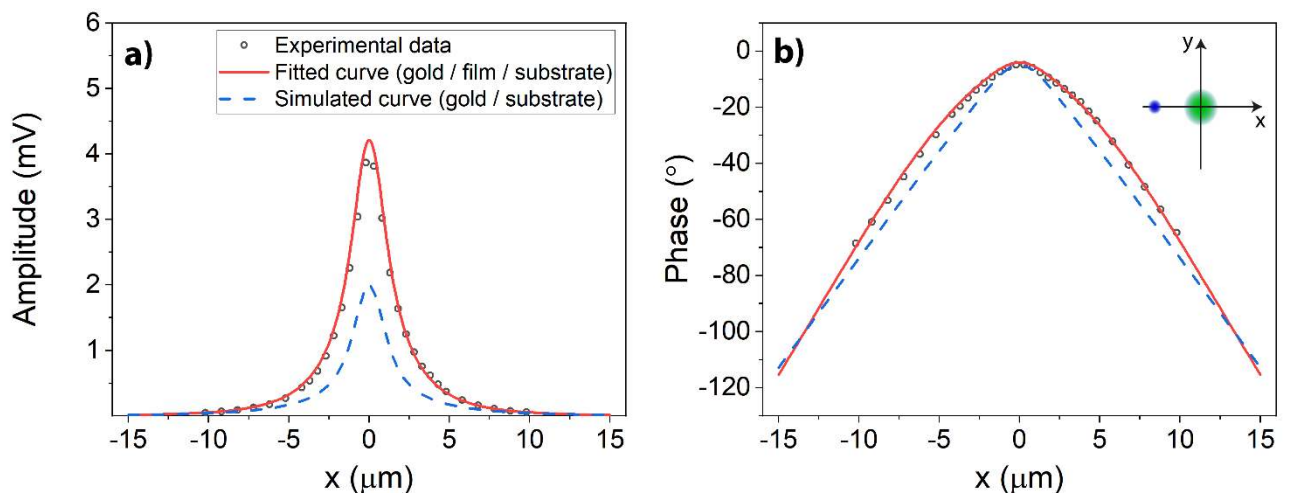 a)
Experimental data
Fitted curve (gold / film / substrate)
Simulated curve (gold / substrate)
Amplitude (mV)
6
5
4
3
2
1
-15 -10 -5 0 5 10 15
x (μm)
b)
y
x
Phase (°)
0
-20
-40
-60
-80
-100
-120
-15 -10 -5 0 5 10 15
x (μm)